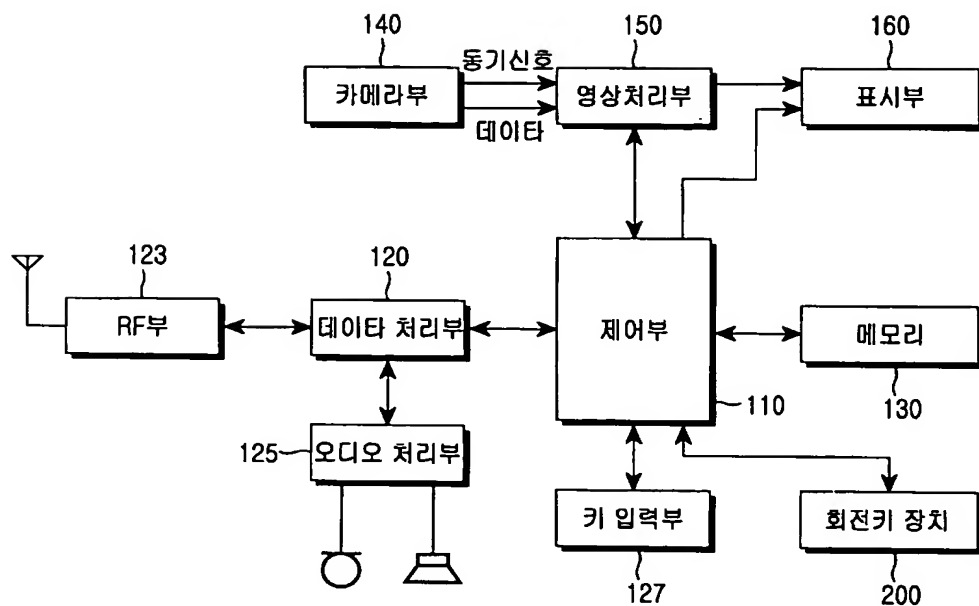 140
150
160
동기신호
카메라부
영상처리부
표시부
데이타
123
120
RF부
데이타 처리부
제어부
메모리
110
130
125
오디오 처리부
키 입력부
회전키 장치
127
200